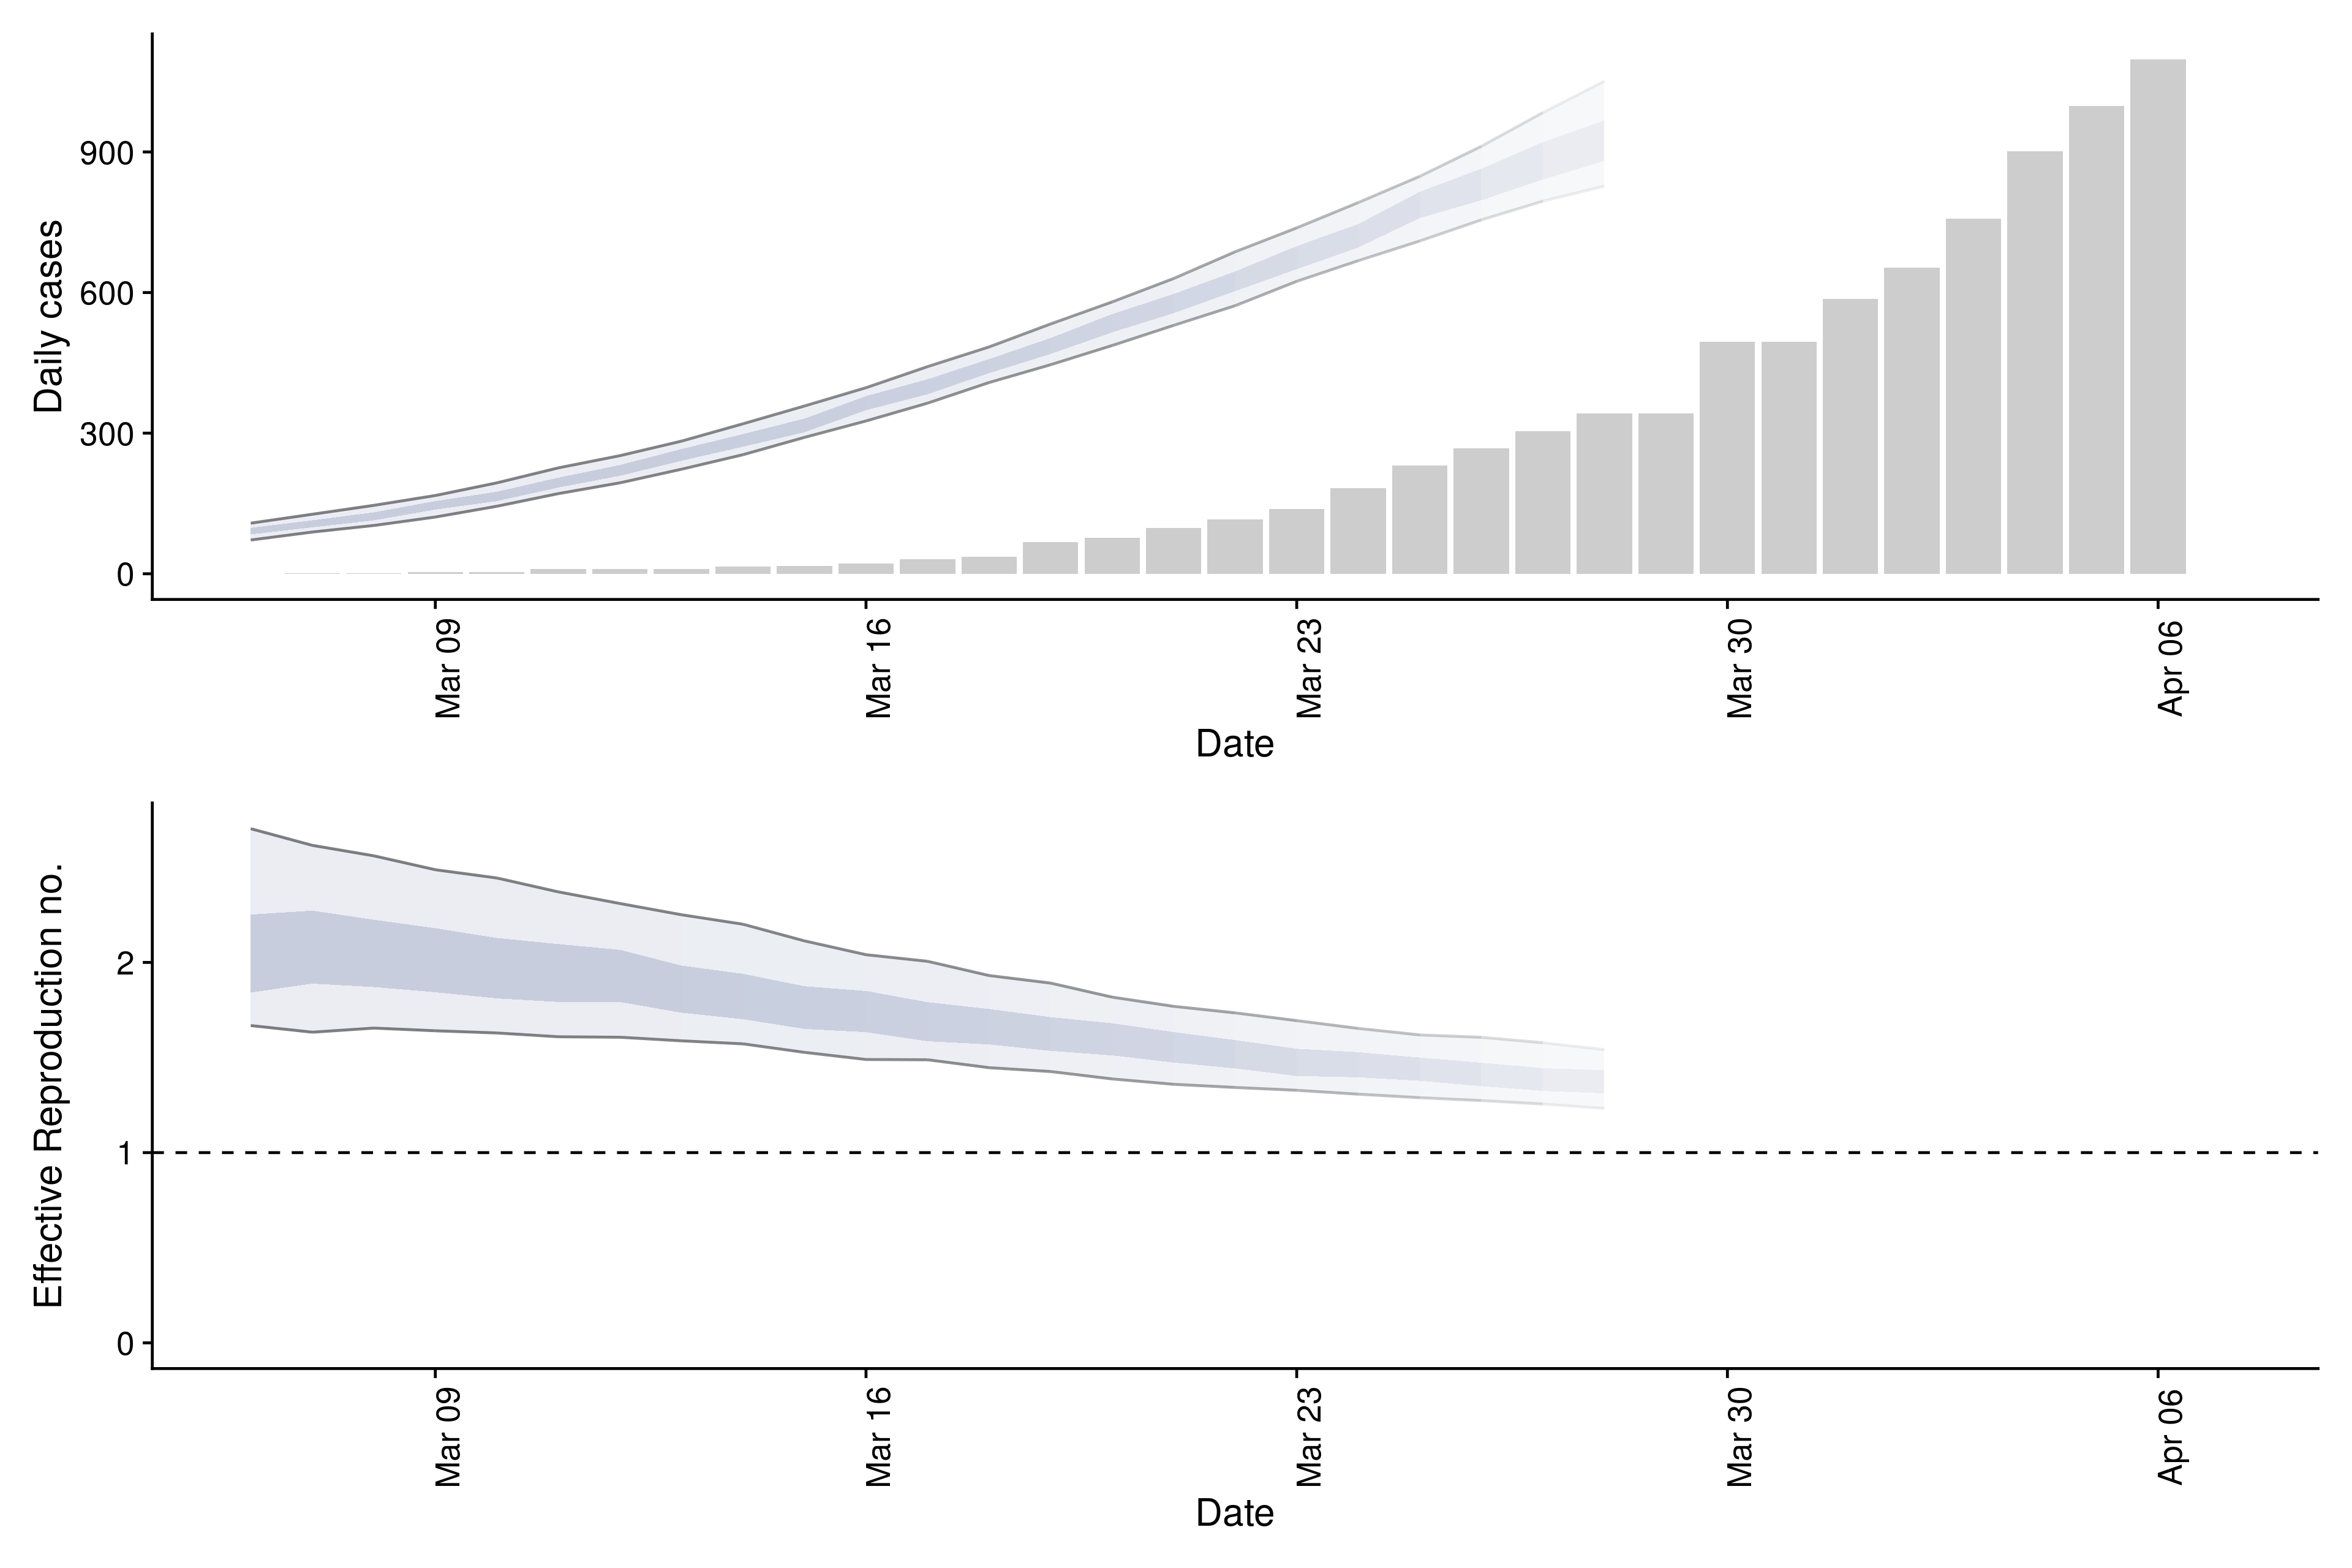 Daily cases
900
600
300
0
Mar 09
Mar 16
Mar 23
Mar 30
Apr 06
Date
Effective Reproduction no.
2
1
0
Mar 09
Mar 16
Mar 23
Mar 30
Apr 06
Date